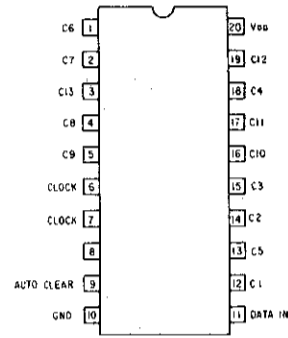 C6 1 20 VDD
C7 2 19 C12
C13 3 18 C4
C8 4 17 C11
C9 5 16 C10
CLOCK 6 15 C3
CLOCK 7 14 C2
8 13 C5
AUTO CLEAR 9 12 C1
GND 10 11 DATA IN